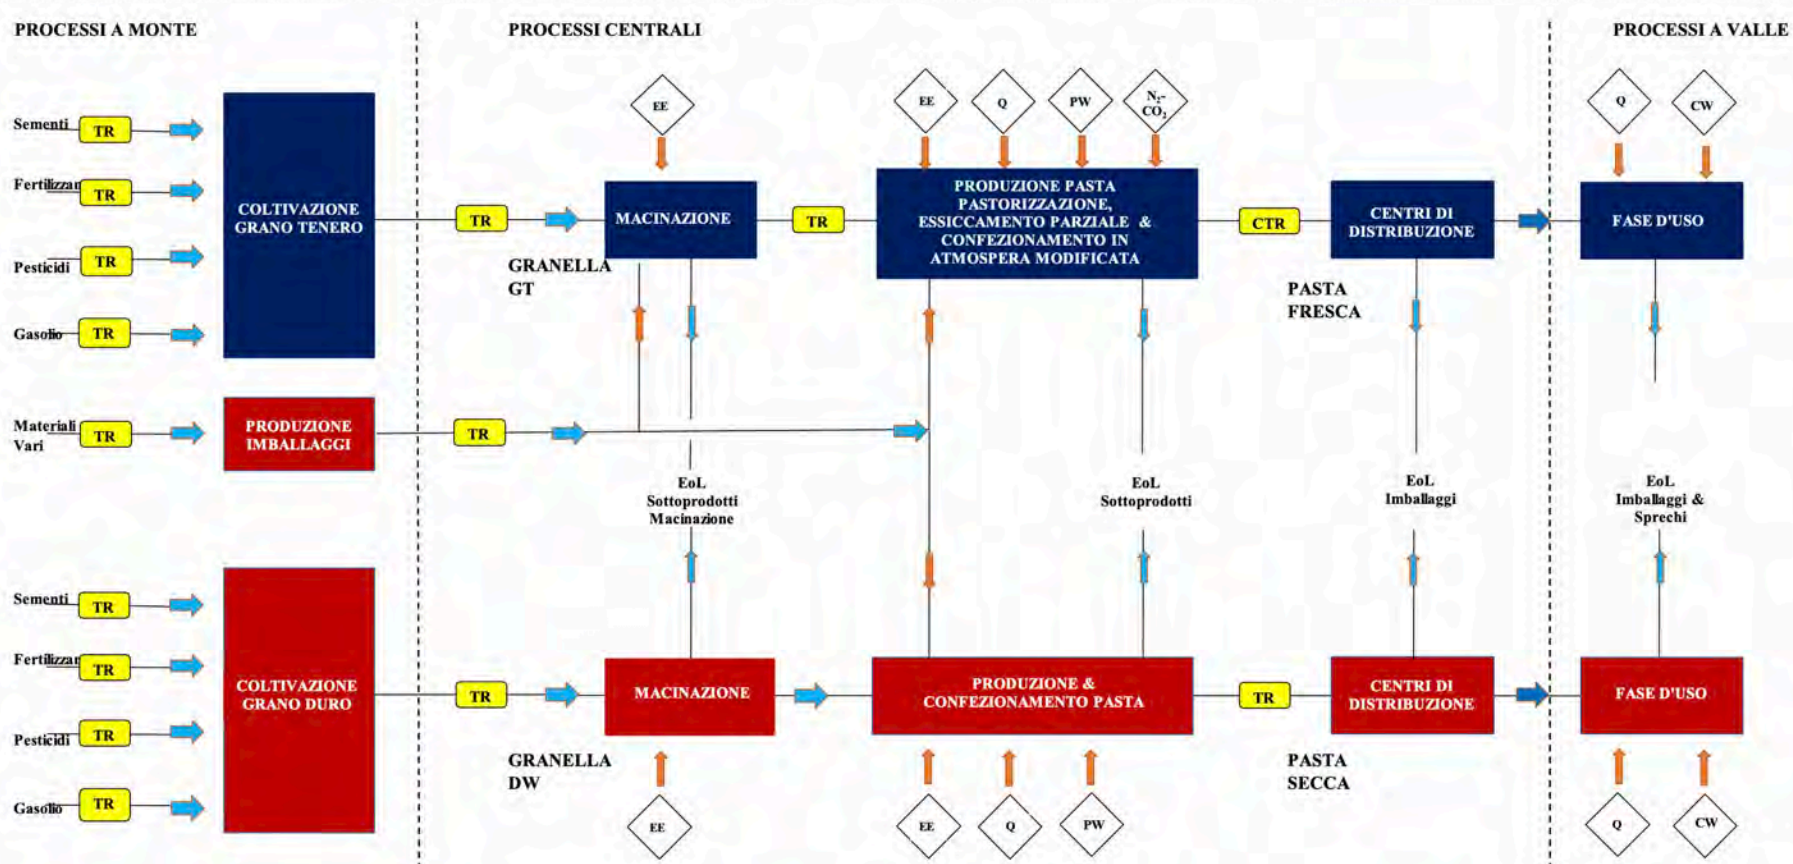 PROCESSI A MONTE
PROCESSI CENTRALI
PROCESSI A VALLE
EE
EE
Q
PW
N₂-
CO₂
Q
CW
Sementi
TR
Fertilizzan
TR
Pesticidi
TR
Gasolio
TR
COLTIVAZIONE
GRANO TENERO
TR
MACINAZIONE
TR
PRODUZIONE PASTA
PASTORIZZAZIONE,
ESSICCAMENTO PARZIALE &
CONFEZIONAMENTO IN
ATMOSPERA MODIFICATA
CTR
CENTRI DI
DISTRIBUZIONE
FASE D'USO
GRANELLA
GT
PASTA
FRESCA
Materiali
Vari
TR
PRODUZIONE
IMBALLAGGI
TR
EoL
Sottoprodotti
Macinazione
EoL
Sottoprodotti
EoL
Imballaggi
EoL
Imballaggi &
Sprechi
Sementi
TR
Fertilizzan
TR
Pesticidi
TR
Gasolio
TR
COLTIVAZIONE
GRANO DURO
TR
MACINAZIONE
PRODUZIONE &
CONFEZIONAMENTO PASTA
TR
CENTRI DI
DISTRIBUZIONE
FASE D'USO
GRANELLA
DW
PASTA
SECCA
EE
EE
Q
PW
Q
CW